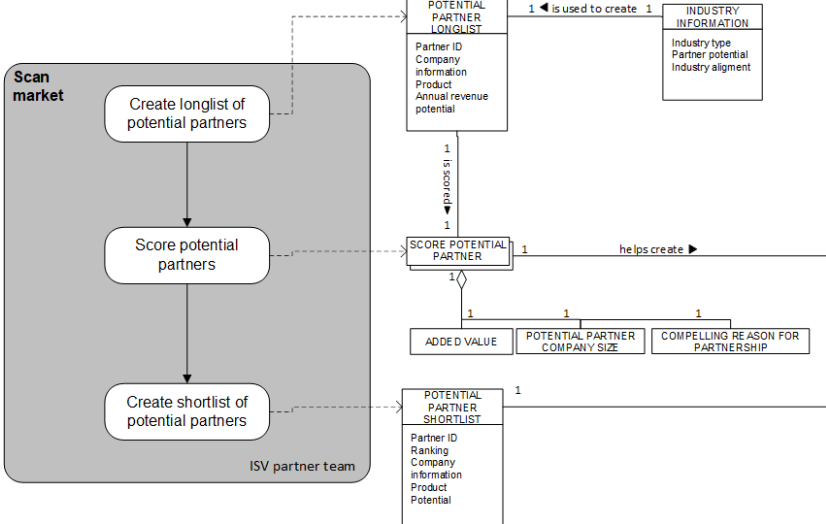 Scan
market
Create longlist of
potential partners
Score potential
partners
Create shortlist of
potential partners
ISV partner team
POTENTIAL
PARTNER
LONGLIST
Partner ID
Company
information
Product
Annual revenue
potential
1 ◄ is used to create 1
INDUSTRY
INFORMATION
Industry type
Partner potential
Industry aligment
1
is scored ▼
1
SCORE POTENTIAL
PARTNER
1
helps create ►
1
1
1
1
ADDED VALUE
POTENTIAL PARTNER
COMPANY SIZE
COMPELLING REASON FOR
PARTNERSHIP
POTENTIAL
PARTNER
SHORTLIST
1
Partner ID
Ranking
Company
information
Product
Potential